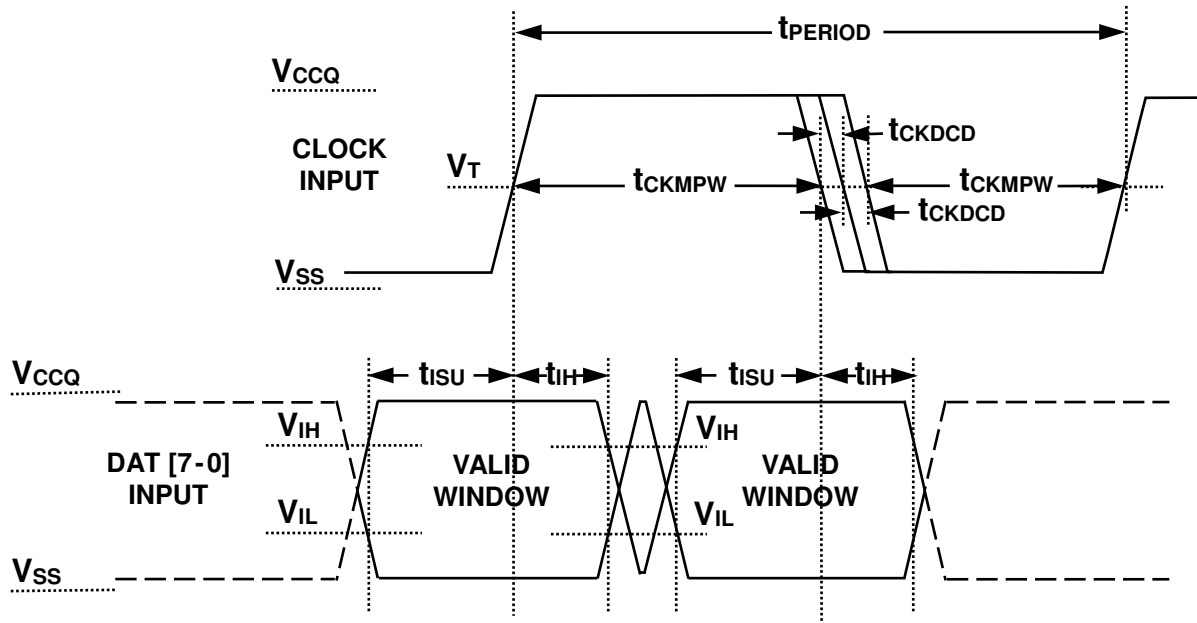 tPERIOD
VCCQ
CLOCK
INPUT
VT
tCKDCD
tCKMPW
tCKMPW
tCKDCD
VSS
VCCQ
tISU
tIH
tISU
tIH
VIH
VIH
DAT [7-0]
INPUT
VALID
WINDOW
VALID
WINDOW
VIL
VIL
VSS